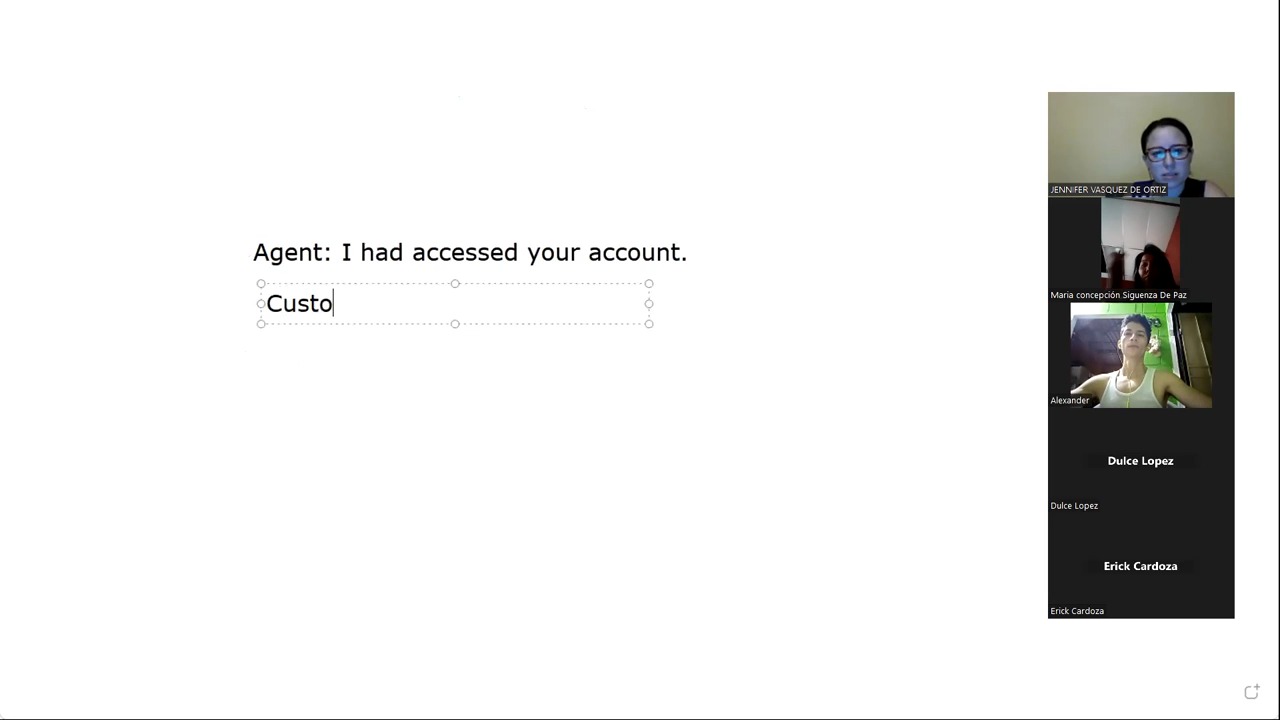 Agent: I had accessed your account.
Custo
JENNIFER VASQUEZ DE ORTIZ
Maria concepción Siguenza De Paz
Alexander
Dulce Lopez
Dulce Lopez
Erick Cardoza
Erick Cardoza